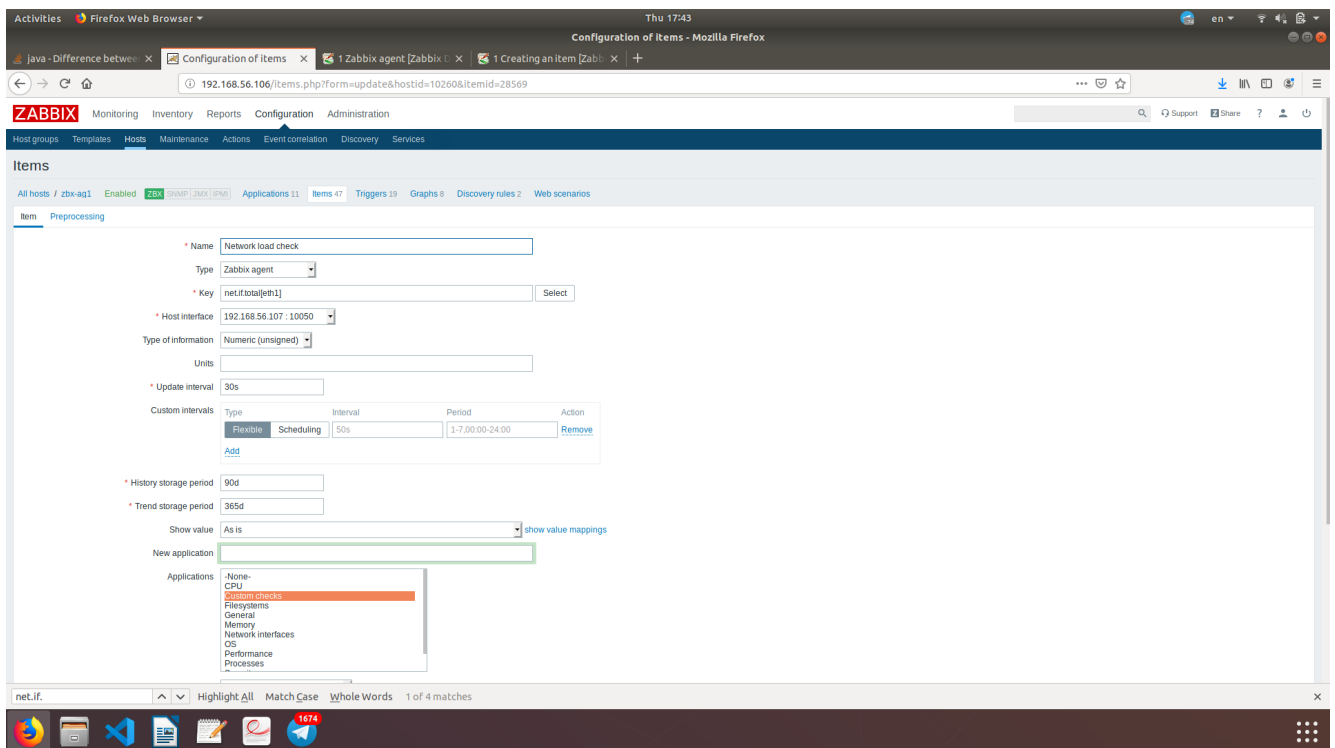 Activities Firefox Web Browser Thu 17:43 en
Configuration of items - Mozilla Firefox
java - Difference betwee Configuration of items 1 Zabbix agent [Zabbix D 1 Creating an item [Zabb
192.168.56.106/items.php?form=update&hostid=10260&itemid=28569
ZABBIX Monitoring Inventory Reports Configuration Administration Support Z Share ?
Host groups Templates Hosts Maintenance Actions Event correlation Discovery Services
Items
All hosts / zbx-ag1 Enabled ZBX SNMP JMX IPMI Applications 11 Items 47 Triggers 19 Graphs 8 Discovery rules 2 Web scenarios
Item Preprocessing
* Name Network load check
Type Zabbix agent
* Key net.if.total[eth1] Select
* Host interface 192.168.56.107 : 10050
Type of information Numeric (unsigned)
Units
* Update interval 30s
Custom intervals Type Interval Period Action
Flexible Scheduling 50s 1-7,00:00-24:00 Remove
Add
* History storage period 90d
* Trend storage period 365d
Show value As is show value mappings
New application
Applications -None-
CPU
Custom checks
Filesystems
General
Memory
Network interfaces
OS
Performance
Processes
net.if. Highlight All Match Case Whole Words 1 of 4 matches
1674